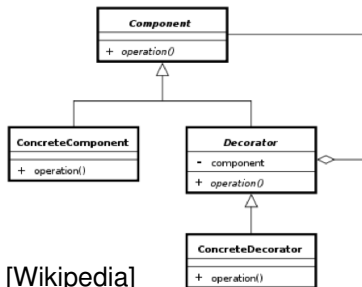 Component
+ operation()
ConcreteComponent
+ operation()
Decorator
- component
+ operation()
ConcreteDecorator
+ operation()
[Wikipedia]